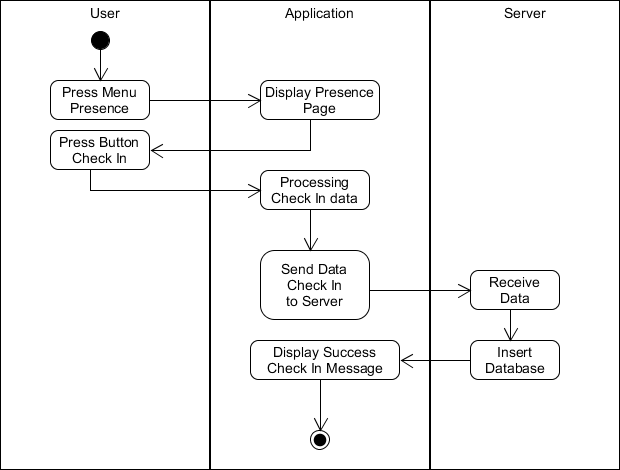 User
Application
Server
Press Menu
Presence
Display Presence
Page
Press Button
Check In
Processing
Check In data
Send Data
Check In
to Server
Receive
Data
Display Success
Check In Message
Insert
Database